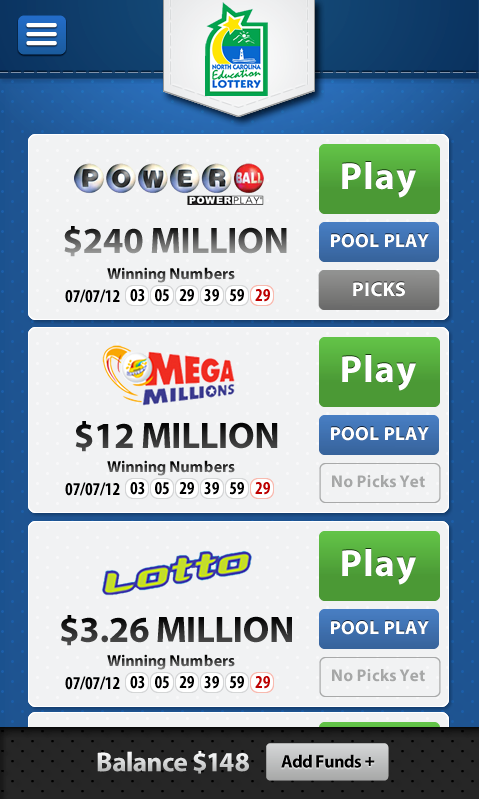 NORTH CAROLINA
Education
LOTTERY
POWER BALL
POWERPLAY
$240 MILLION
Winning Numbers
07/07/12 03 05 29 39 59 29
Play
POOL PLAY
PICKS
MEGA
MILLIONS
$12 MILLION
Winning Numbers
07/07/12 03 05 29 39 59 29
Play
POOL PLAY
No Picks Yet
Lotto
$3.26 MILLION
Winning Numbers
07/07/12 03 05 29 39 59 29
Play
POOL PLAY
No Picks Yet
Balance $148
Add Funds +